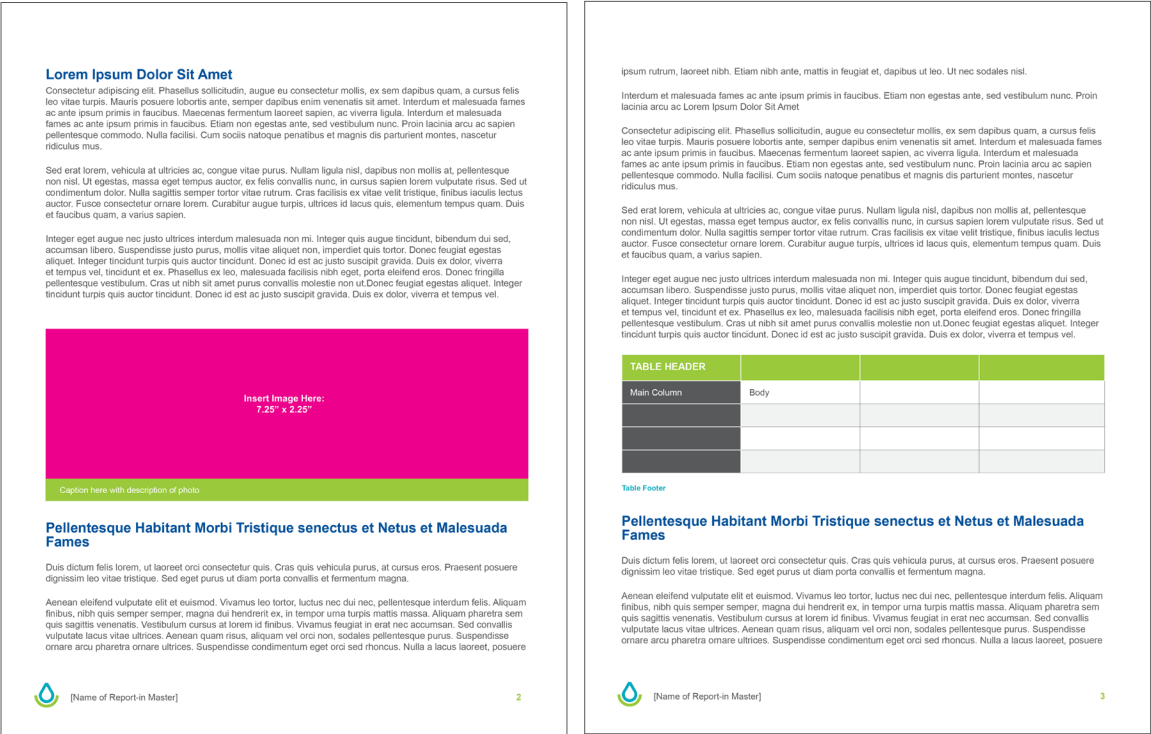 Lorem Ipsum Dolor Sit Amet
Consectetur adipiscing elit. Phasellus sollicitudin, augue eu consectetur mollis, ex sem dapibus quam, a cursus felis
leo vitae turpis. Mauris posuere lobortis ante, semper dapibus enim venenatis sit amet. Interdum et malesuada fames
ac ante ipsum primis in faucibus. Maecenas fermentum laoreet sapien, ac viverra ligula. Interdum et malesuada
fames ac ante ipsum primis in faucibus. Etiam non egestas ante, sed vestibulum nunc. Proin lacinia arcu ac sapien
pellentesque commodo. Nulla facilisi. Cum sociis natoque penatibus et magnis dis parturient montes, nascetur
ridiculus mus.
Sed erat lorem, vehicula at ultricies ac, congue vitae purus. Nullam ligula nisl, dapibus non mollis at, pellentesque
non nisl. Ut egestas, massa eget tempus auctor, ex felis convallis nunc, in cursus sapien lorem vulputate risus. Sed ut
condimentum dolor. Nulla sagittis semper tortor vitae rutrum. Cras facilisis ex vitae velit tristique, finibus iaculis lectus
auctor. Fusce consectetur ornare lorem. Curabitur augue turpis, ultrices id lacus quis, elementum tempus quam. Duis
et faucibus quam, a varius sapien.
Integer eget augue nec justo ultrices interdum malesuada non mi. Integer quis augue tincidunt, bibendum dui sed,
accumsan libero. Suspendisse justo purus, mollis vitae aliquet non, imperdiet quis tortor. Donec feugiat egestas
aliquet. Integer tincidunt turpis quis auctor tincidunt. Donec id est ac justo suscipit gravida. Duis ex dolor, viverra
et tempus vel, tincidunt et ex. Phasellus ex leo, malesuada facilisis nibh eget, porta eleifend eros. Donec fringilla
pellentesque vestibulum. Cras ut nibh sit amet purus convallis molestie non ut.Donec feugiat egestas aliquet. Integer
tincidunt turpis quis auctor tincidunt. Donec id est ac justo suscipit gravida. Duis ex dolor, viverra et tempus vel.
Insert Image Here:
7.25” x 2.25”
Caption here with description of photo
Pellentesque Habitant Morbi Tristique senectus et Netus et Malesuada
Fames
Duis dictum felis lorem, ut laoreet orci consectetur quis. Cras quis vehicula purus, at cursus eros. Praesent posuere
dignissim leo vitae tristique. Sed eget purus ut diam porta convallis et fermentum magna.
Aenean eleifend vulputate elit et euismod. Vivamus leo tortor, luctus nec dui nec, pellentesque interdum felis. Aliquam
finibus, nibh quis semper semper, magna dui hendrerit ex, in tempor urna turpis mattis massa. Aliquam pharetra sem
quis sagittis venenatis. Vestibulum cursus at lorem id finibus. Vivamus feugiat in erat nec accumsan. Sed convallis
vulputate lacus vitae ultrices. Aenean quam risus, aliquam vel orci non, sodales pellentesque purus. Suspendisse
ornare arcu pharetra ornare ultrices. Suspendisse condimentum eget orci sed rhoncus. Nulla a lacus laoreet, posuere
[Name of Report-in Master]
2
ipsum rutrum, laoreet nibh. Etiam nibh ante, mattis in feugiat et, dapibus ut leo. Ut nec sodales nisl.
Interdum et malesuada fames ac ante ipsum primis in faucibus. Etiam non egestas ante, sed vestibulum nunc. Proin
lacinia arcu ac Lorem Ipsum Dolor Sit Amet
Consectetur adipiscing elit. Phasellus sollicitudin, augue eu consectetur mollis, ex sem dapibus quam, a cursus felis
leo vitae turpis. Mauris posuere lobortis ante, semper dapibus enim venenatis sit amet. Interdum et malesuada fames
ac ante ipsum primis in faucibus. Maecenas fermentum laoreet sapien, ac viverra ligula. Interdum et malesuada
fames ac ante ipsum primis in faucibus. Etiam non egestas ante, sed vestibulum nunc. Proin lacinia arcu ac sapien
pellentesque commodo. Nulla facilisi. Cum sociis natoque penatibus et magnis dis parturient montes, nascetur
ridiculus mus.
Sed erat lorem, vehicula at ultricies ac, congue vitae purus. Nullam ligula nisl, dapibus non mollis at, pellentesque
non nisl. Ut egestas, massa eget tempus auctor, ex felis convallis nunc, in cursus sapien lorem vulputate risus. Sed ut
condimentum dolor. Nulla sagittis semper tortor vitae rutrum. Cras facilisis ex vitae velit tristique, finibus iaculis lectus
auctor. Fusce consectetur ornare lorem. Curabitur augue turpis, ultrices id lacus quis, elementum tempus quam. Duis
et faucibus quam, a varius sapien.
Integer eget augue nec justo ultrices interdum malesuada non mi. Integer quis augue tincidunt, bibendum dui sed,
accumsan libero. Suspendisse justo purus, mollis vitae aliquet non, imperdiet quis tortor. Donec feugiat egestas
aliquet. Integer tincidunt turpis quis auctor tincidunt. Donec id est ac justo suscipit gravida. Duis ex dolor, viverra
et tempus vel, tincidunt et ex. Phasellus ex leo, malesuada facilisis nibh eget, porta eleifend eros. Donec fringilla
pellentesque vestibulum. Cras ut nibh sit amet purus convallis molestie non ut.Donec feugiat egestas aliquet. Integer
tincidunt turpis quis auctor tincidunt. Donec id est ac justo suscipit gravida. Duis ex dolor, viverra et tempus vel.
TABLE HEADER
Main Column Body
Table Footer
Pellentesque Habitant Morbi Tristique senectus et Netus et Malesuada
Fames
Duis dictum felis lorem, ut laoreet orci consectetur quis. Cras quis vehicula purus, at cursus eros. Praesent posuere
dignissim leo vitae tristique. Sed eget purus ut diam porta convallis et fermentum magna.
Aenean eleifend vulputate elit et euismod. Vivamus leo tortor, luctus nec dui nec, pellentesque interdum felis. Aliquam
finibus, nibh quis semper semper, magna dui hendrerit ex, in tempor urna turpis mattis massa. Aliquam pharetra sem
quis sagittis venenatis. Vestibulum cursus at lorem id finibus. Vivamus feugiat in erat nec accumsan. Sed convallis
vulputate lacus vitae ultrices. Aenean quam risus, aliquam vel orci non, sodales pellentesque purus. Suspendisse
ornare arcu pharetra ornare ultrices. Suspendisse condimentum eget orci sed rhoncus. Nulla a lacus laoreet, posuere
[Name of Report-in Master]
3